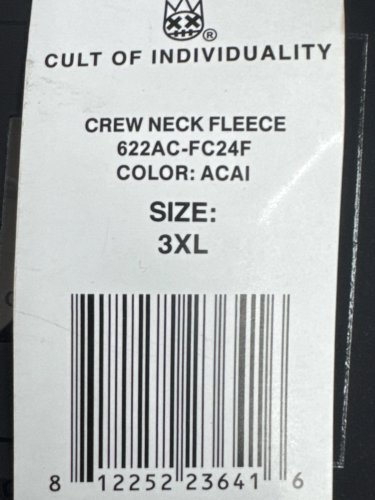 ®
CULT OF INDIVIDUALITY
CREW NECK FLEECE
622AC-FC24F
COLOR: ACAI
SIZE:
3XL
8 12252 23641 6